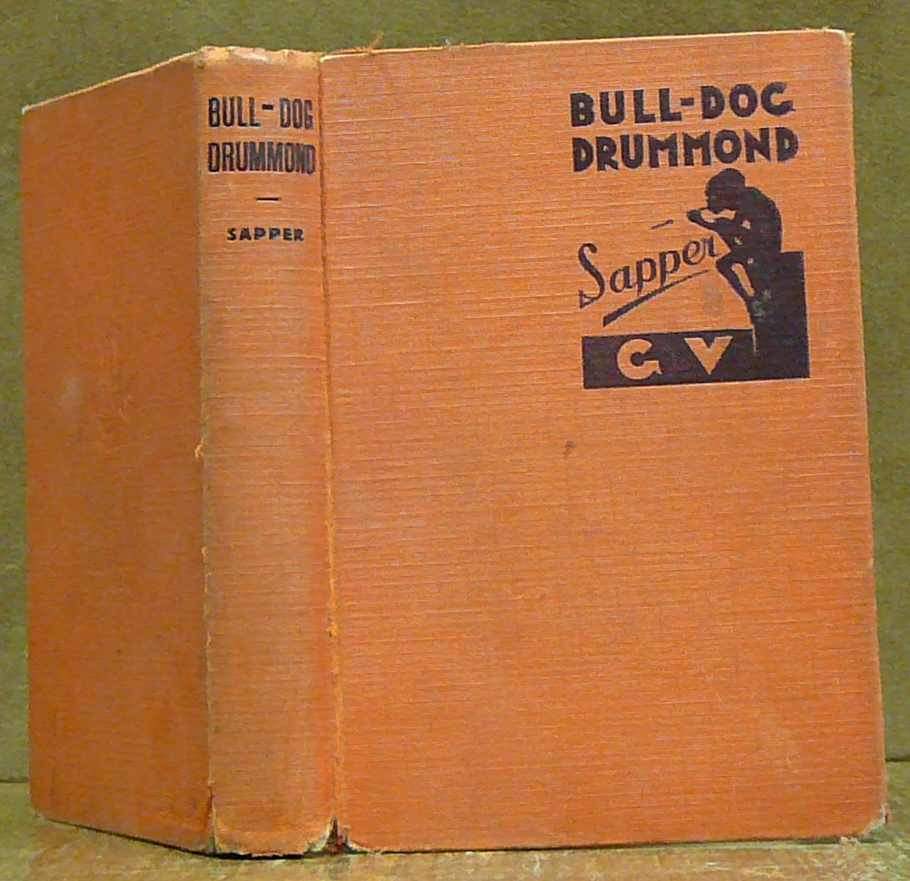 BULL-DOG
DRUMMOND
SAPPER
BULL-DOG
DRUMMOND
Sapper
G V